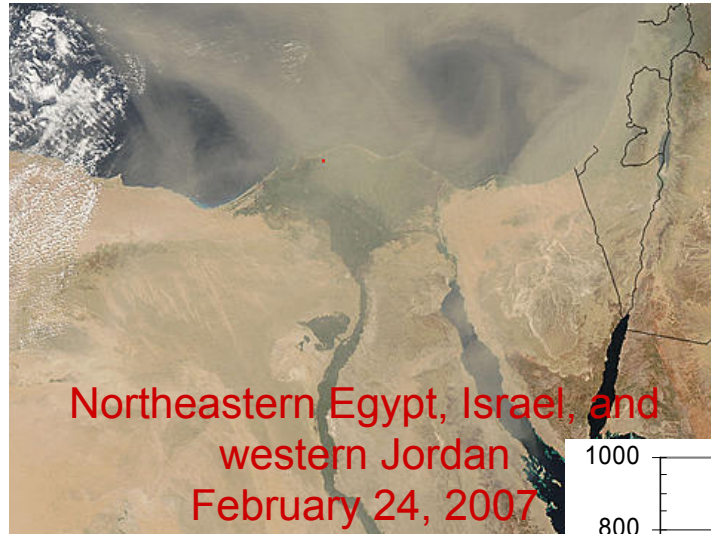 Northeastern Egypt, Israel, and
western Jordan
February 24, 2007
1000
800